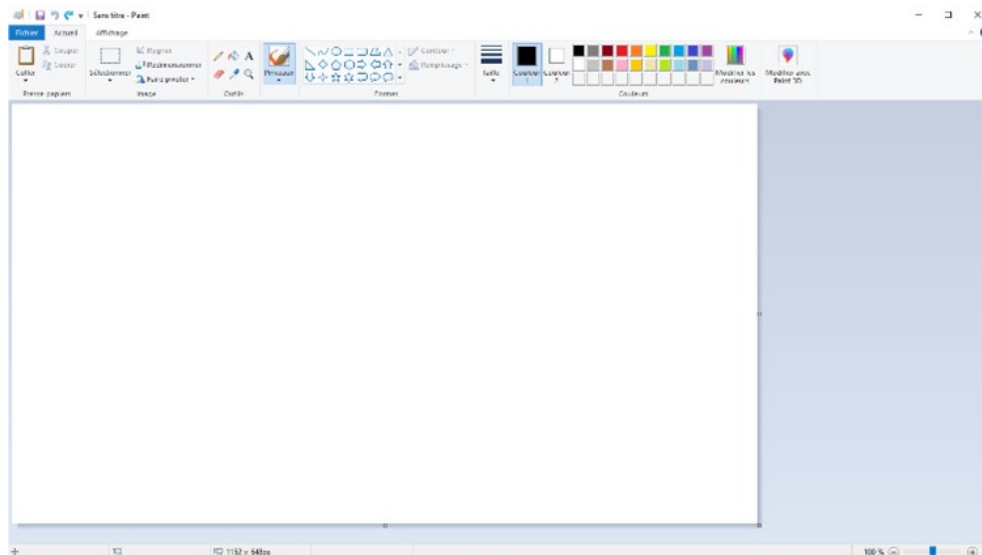 Sans titre - Paint
Fichier Accueil Affichage
Coller
Couper
Copier
Presse-papiers
Sélectionner
Rogner
Redimensionner
Faire pivoter
Image
A
Outils
Pinceaux
Contour
Remplissage
Formes
Taille
Couleur 1
Couleur 2
Modifier les couleurs
Couleurs
Modifier avec Paint 3D
1152 × 648px
100 %